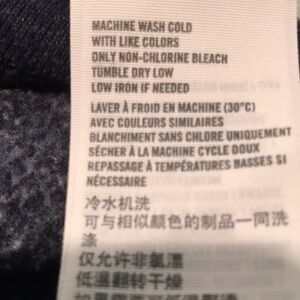 MACHINE WASH COLD
WITH LIKE COLORS
ONLY NON-CHLORINE BLEACH
TUMBLE DRY LOW
LOW IRON IF NEEDED
LAVER À FROID EN MACHINE (30°C)
AVEC COULEURS SIMILAIRES
BLANCHIMENT SANS CHLORE UNIQUEMENT
SÉCHER À LA MACHINE CYCLE DOUX
REPASSAGE À TEMPÉRATURES BASSES SI
NÉCESSAIRE
冷水机洗
可与相似颜色的制品一同洗
涤
仅允许非氯漂
低温翻转干燥